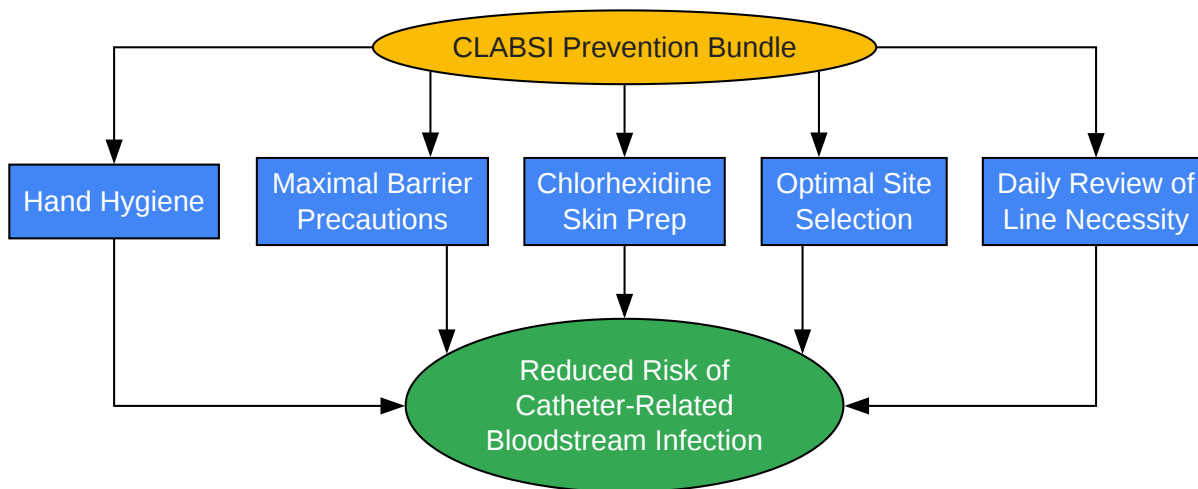 CLABSI Prevention Bundle
Hand Hygiene
Maximal Barrier
Precautions
Chlorhexidine
Skin Prep
Optimal Site
Selection
Daily Review of
Line Necessity
Reduced Risk of
Catheter-Related
Bloodstream Infection